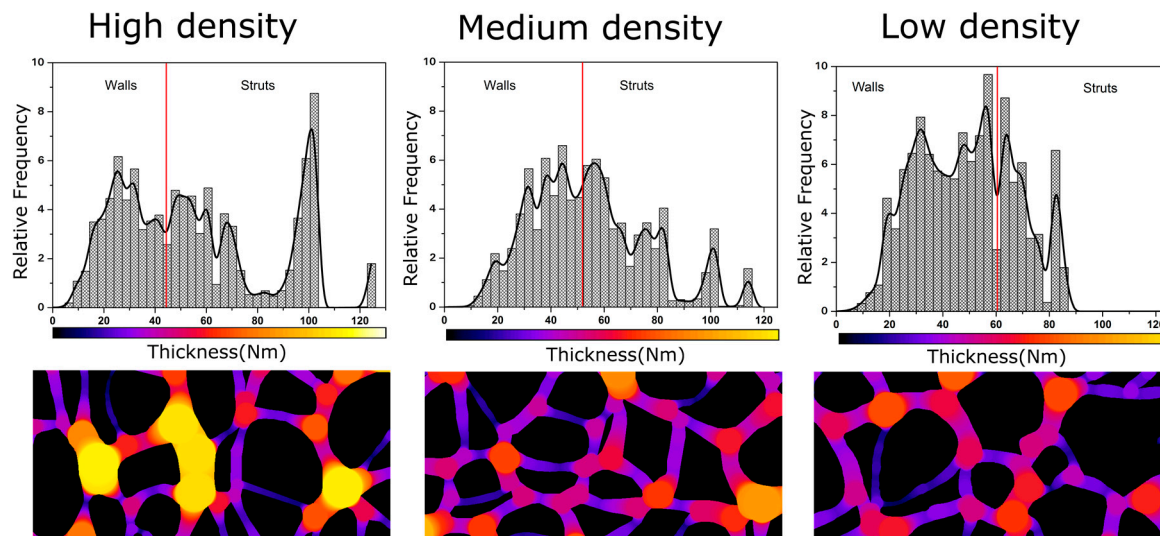 High density
Medium density
Low density
10
8
6
4
2
0
Relative Frequency
Walls
Struts
0 20 40 60 80 100 120
Thickness(Nm)
10
8
6
4
2
0
Relative Frequency
Walls
Struts
0 20 40 60 80 100 120
Thickness(Nm)
10
8
6
4
2
0
Relative Frequency
Walls
Struts
0 20 40 60 80 100 120
Thickness(Nm)